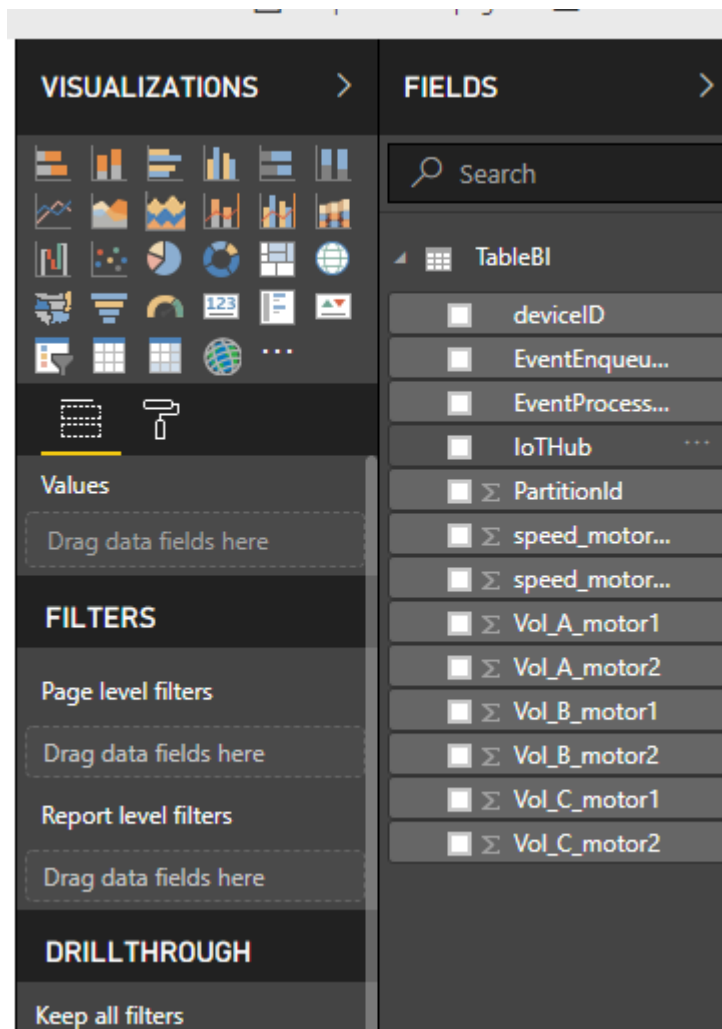 VISUALIZATIONS
123
Values
Drag data fields here
FILTERS
Page level filters
Drag data fields here
Report level filters
Drag data fields here
DRILLTHROUGH
Keep all filters
FIELDS
Search
TableBI
deviceID
EventEnqueu...
EventProcess...
IoTHub ...
Σ PartitionId
Σ speed_motor...
Σ speed_motor...
Σ Vol_A_motor1
Σ Vol_A_motor2
Σ Vol_B_motor1
Σ Vol_B_motor2
Σ Vol_C_motor1
Σ Vol_C_motor2